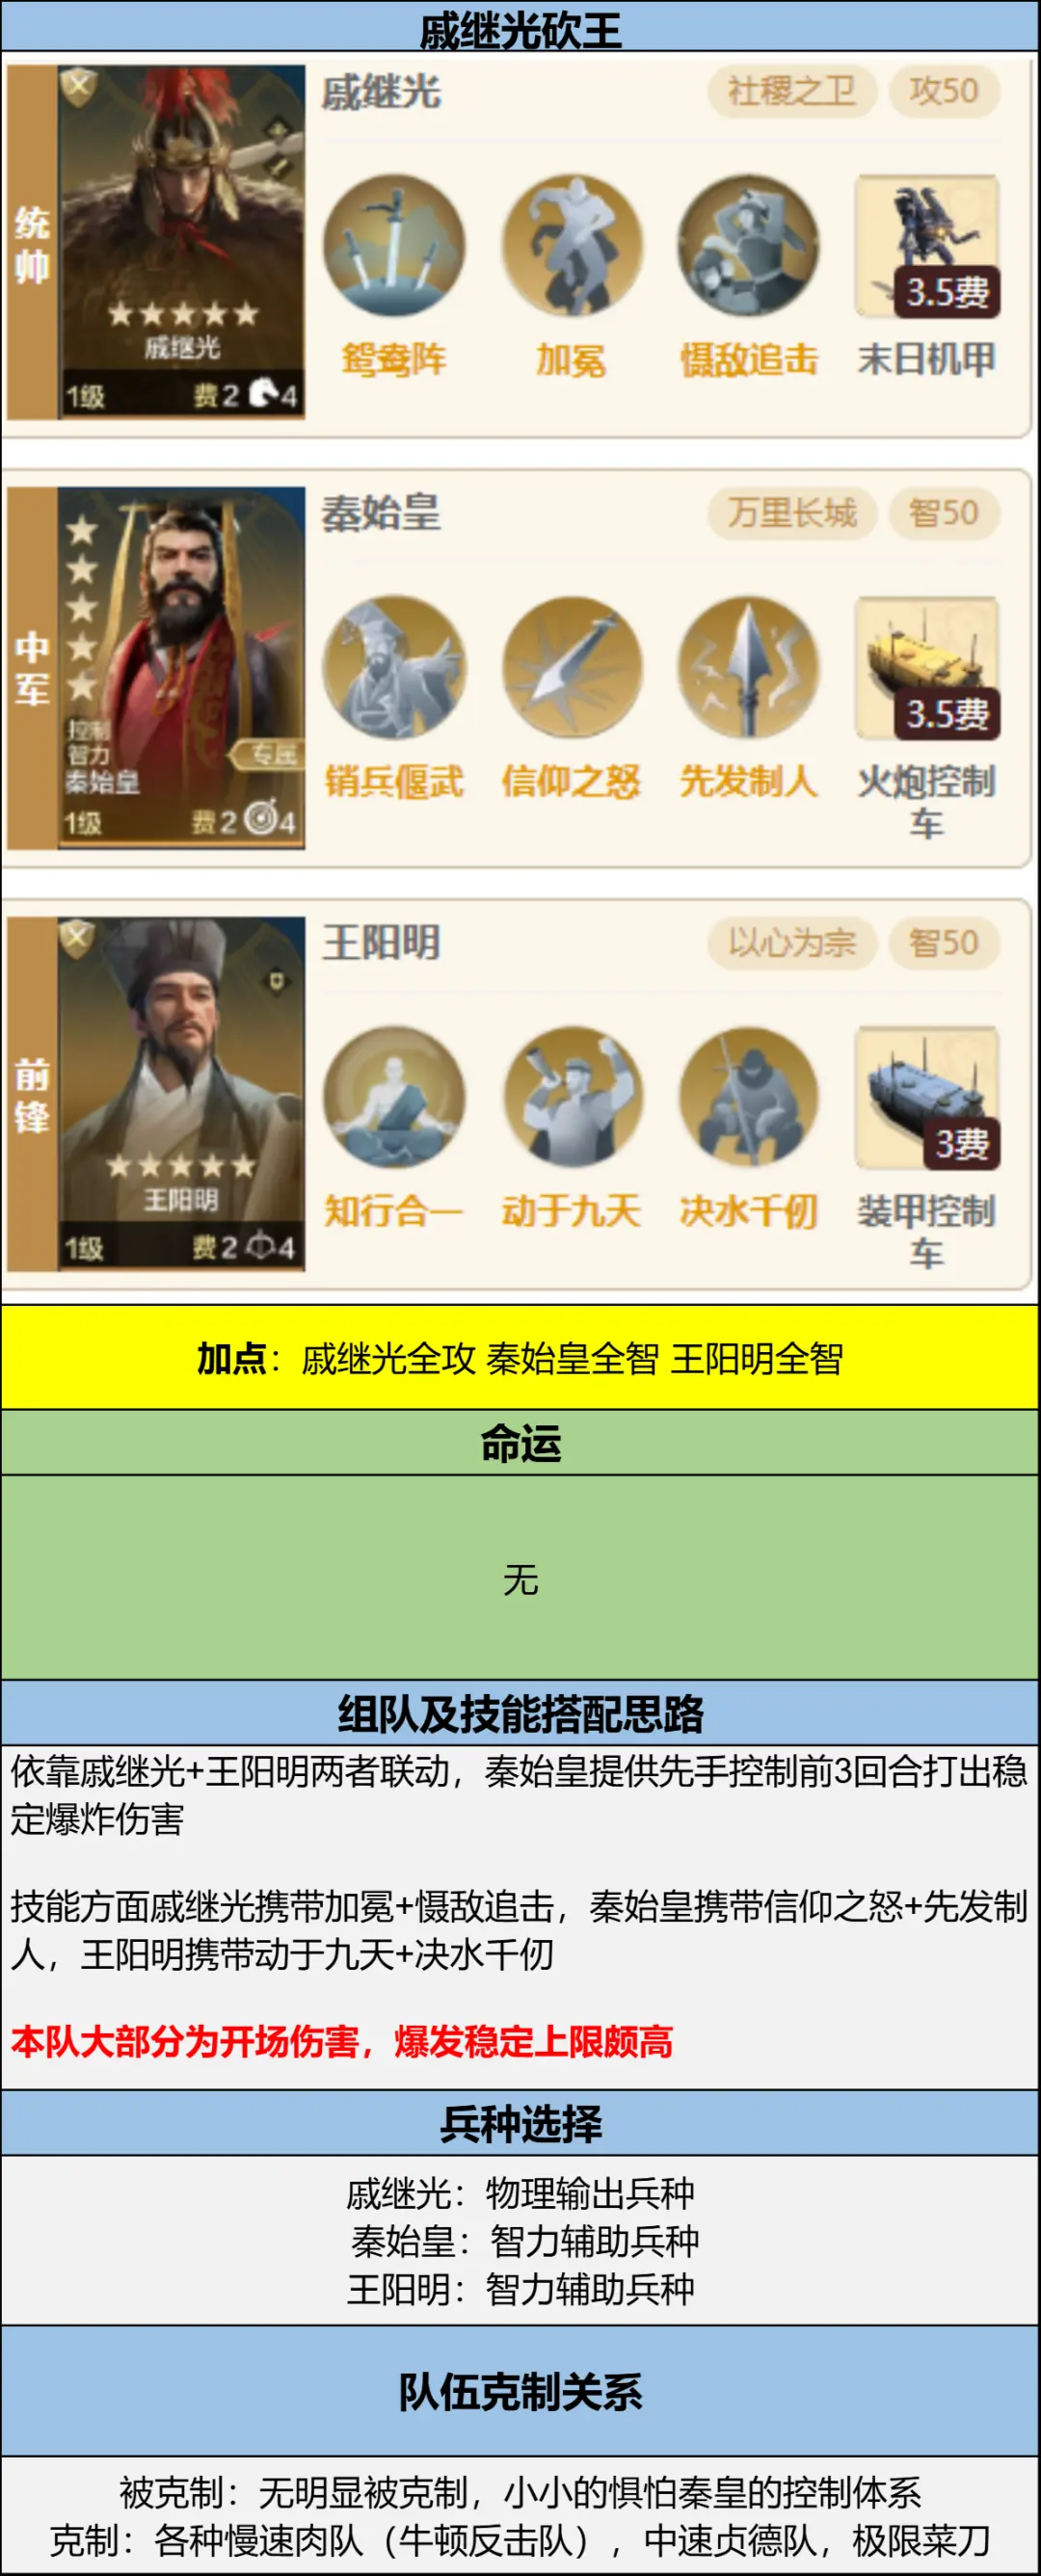 戚继光砍王
统帅
戚继光
1级 费2 4
戚继光 社稷之卫 攻50
3.5费
鸳鸯阵 加冕 慑敌追击 末日机甲
中军
控制
智力
秦始皇
专属
1级 费2 4
秦始皇 万里长城 智50
3.5费
销兵偃武 信仰之怒 先发制人 火炮控制
车
前锋
王阳明
1级 费2 4
王阳明 以心为宗 智50
3费
知行合一 动于九天 决水千仞 装甲控制
车
加点：戚继光全攻 秦始皇全智 王阳明全智
命运
无
组队及技能搭配思路
依靠戚继光+王阳明两者联动，秦始皇提供先手控制前3回合打出稳
定爆炸伤害
技能方面戚继光携带加冕+慑敌追击，秦始皇携带信仰之怒+先发制
人，王阳明携带动于九天+决水千仞
本队大部分为开场伤害，爆发稳定上限颇高
兵种选择
戚继光：物理输出兵种
秦始皇：智力辅助兵种
王阳明：智力辅助兵种
队伍克制关系
被克制：无明显被克制，小小的惧怕秦皇的控制体系
克制：各种慢速肉队（牛顿反击队），中速贞德队，极限菜刀